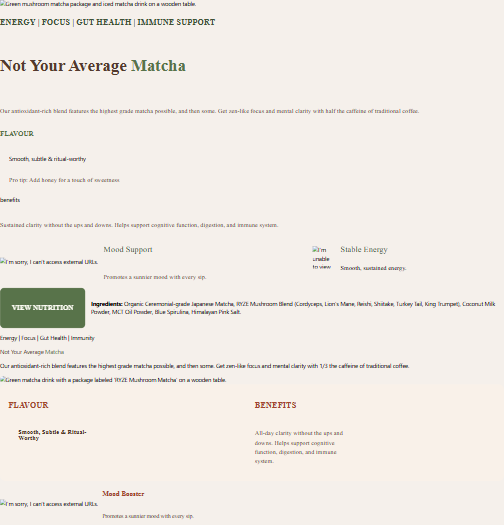 Green mushroom matcha package and iced matcha drink on a wooden table.
ENERGY | FOCUS | GUT HEALTH | IMMUNE SUPPORT
Not Your Average Matcha
Our antioxidant-rich blend features the highest grade matcha possible, and then some. Get zen-like focus and mental clarity with half the caffeine of traditional coffee.
FLAVOUR
Smooth, subtle & ritual-worthy
Pro tip: Add honey for a touch of sweetness
benefits
Sustained clarity without the ups and downs. Helps support cognitive function, digestion, and immune system.
I'm sorry, I can't access external URLs.
Mood Support
Promotes a sunnier mood with every sip.
I'm
unable
to view
Stable Energy
Smooth, sustained energy.
VIEW NUTRITION
Ingredients: Organic Ceremonial-grade Japanese Matcha, RYZE Mushroom Blend (Cordyceps, Lion's Mane, Reishi, Shiitake, Turkey Tail, King Trumpet), Coconut Milk
Powder, MCT Oil Powder, Blue Spirulina, Himalayan Pink Salt.
Energy | Focus | Gut Health | Immunity
Not Your Average Matcha
Our antioxidant-rich blend features the highest grade matcha possible, and then some. Get zen-like focus and mental clarity with 1/3 the caffeine of traditional coffee.
Green matcha drink with a package labeled 'RYZE Mushroom Matcha' on a wooden table.
FLAVOUR
Smooth, Subtle & Ritual-
Worthy
BENEFITS
All-day clarity without the ups and
downs. Helps support cognitive
function, digestion, and immune
system.
I'm sorry, I can't access external URLs.
Mood Booster
Promotes a sunnier mood with every sip.